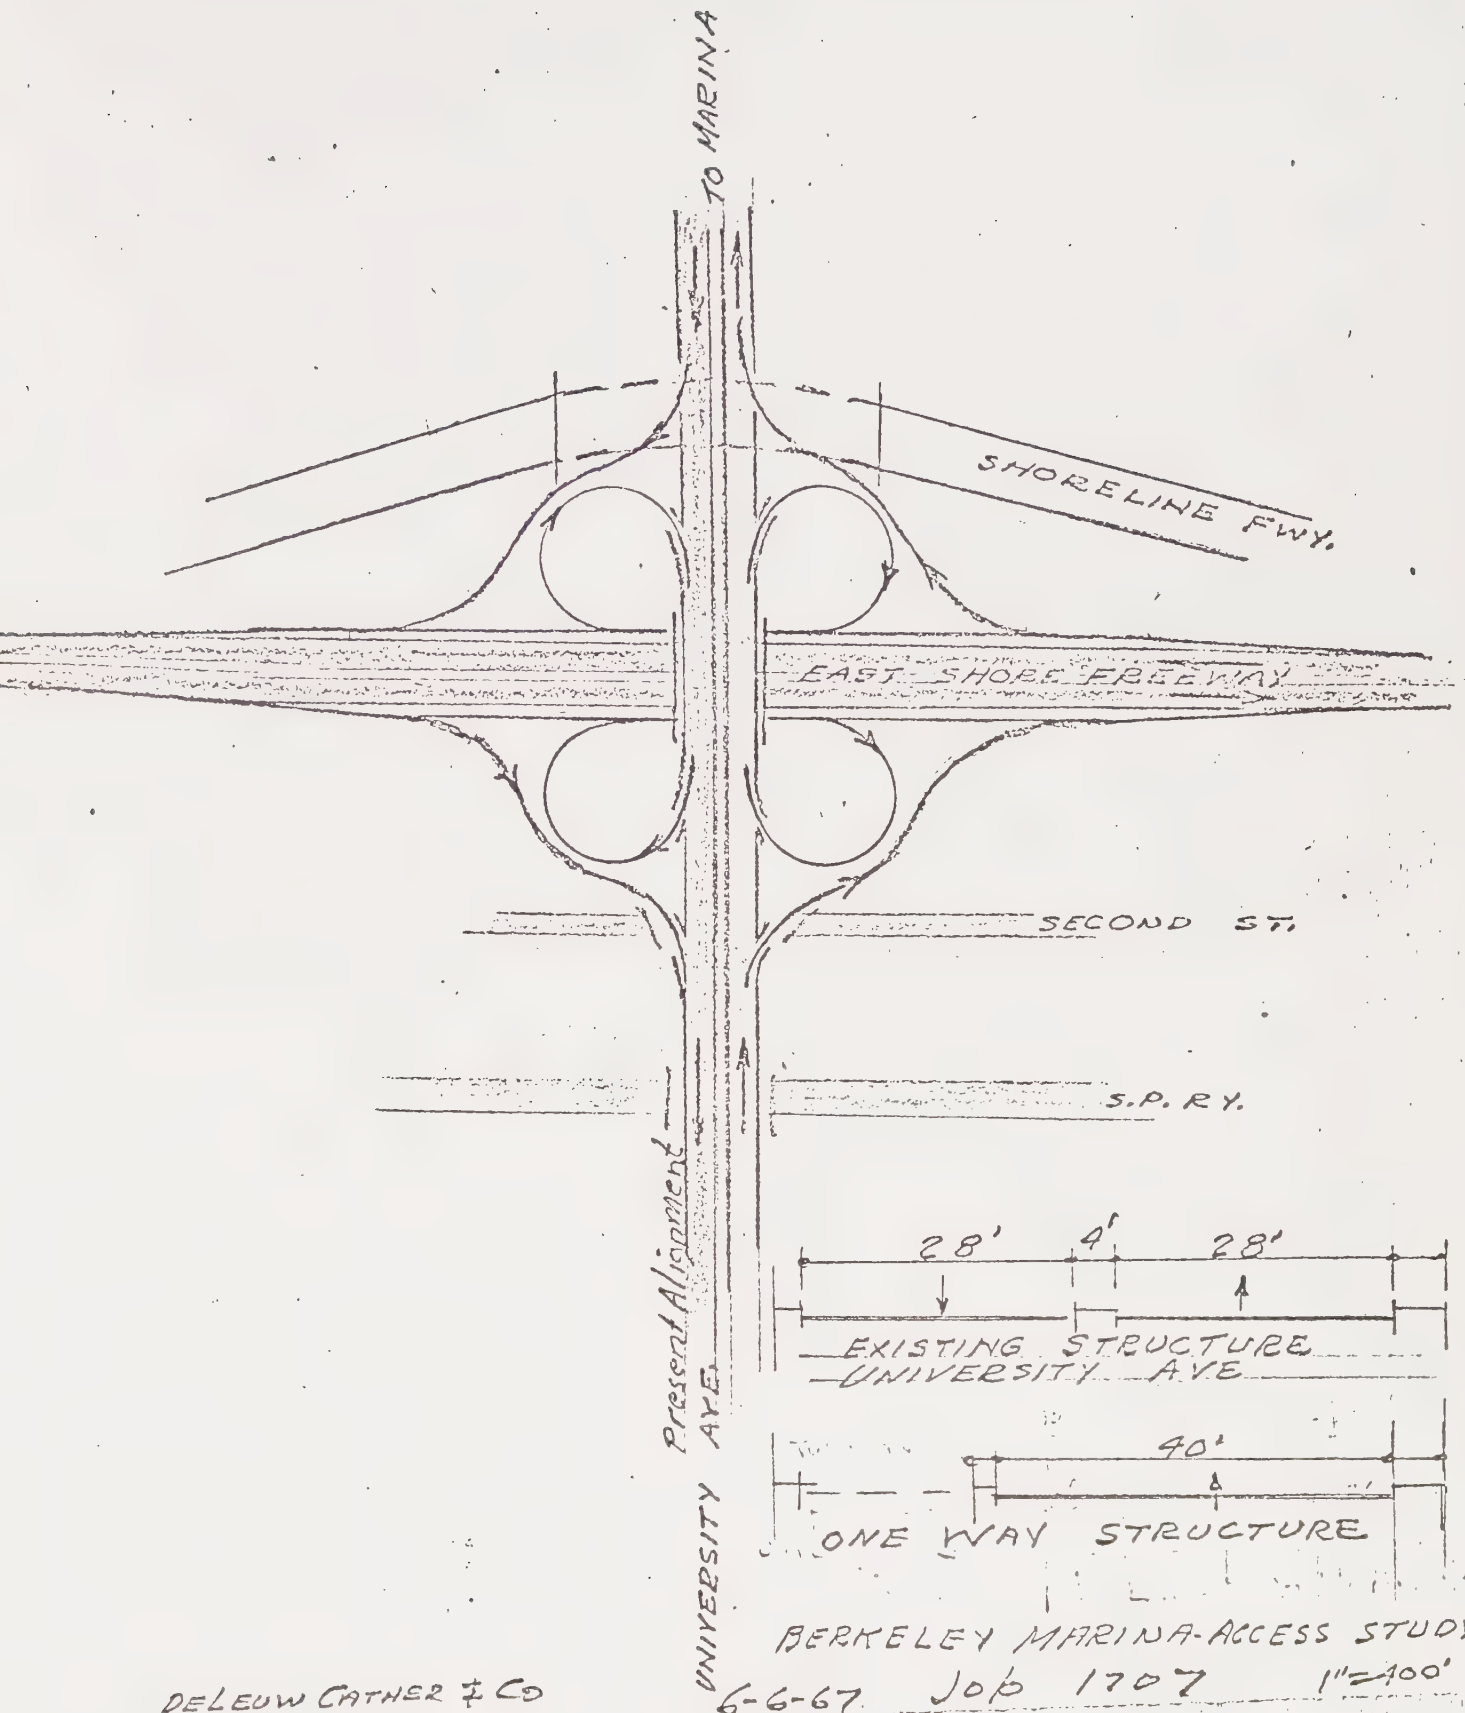 TO MARINA
SHORELINE FWY.
EAST SHORE FREEWAY
SECOND ST.
S.P. RY.
Present Alignment
UNIVERSITY AVE.
28' 4' 28'
EXISTING STRUCTURE
UNIVERSITY AVE
40'
ONE WAY STRUCTURE
BERKELEY MARINA-ACCESS STUDY
DELEUW CATHER & CO
6-6-67 Job 1707 1"=400'